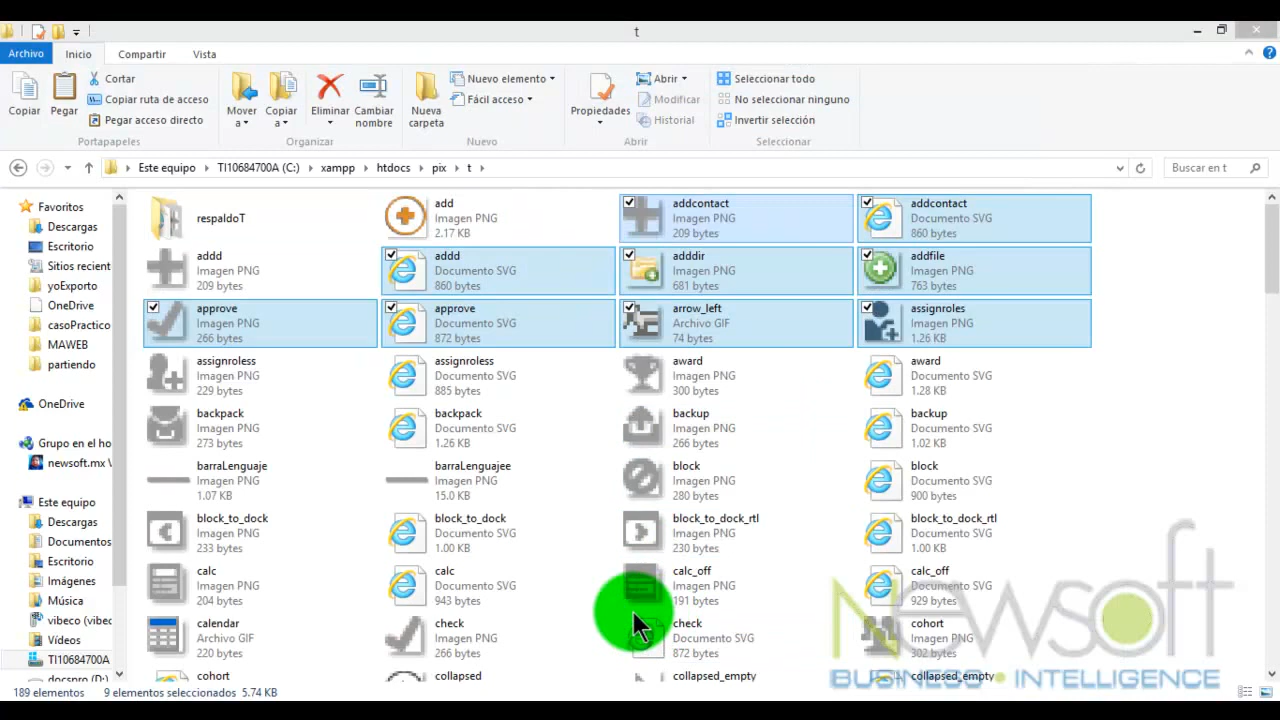 t
Archivo Inicio Compartir Vista
Copiar
Pegar
Cortar
Copiar ruta de acceso
Pegar acceso directo
Portapapeles
Mover a
Copiar a
Eliminar
Cambiar nombre
Organizar
Nueva carpeta
Nuevo elemento
Fácil acceso
Nuevo
Propiedades
Abrir
Modificar
Historial
Abrir
Seleccionar todo
No seleccionar ninguno
Invertir selección
Seleccionar
Este equipo TI10684700A (C:) xampp htdocs pix t
Buscar en t
Favoritos
Descargas
Escritorio
Sitios recient
yoExporto
OneDrive
casoPractico
MAWEB
partiendo
OneDrive
Grupo en el ho
newsoft.mx \
Este equipo
Descargas
Documentos
Escritorio
Imágenes
Música
vibeco (vibec
Vídeos
TI10684700A
docspro (D:)
respaldoT
add
Imagen PNG
2.17 KB
addcontact
Imagen PNG
209 bytes
addcontact
Documento SVG
860 bytes
addd
Imagen PNG
209 bytes
addd
Documento SVG
860 bytes
adddir
Imagen PNG
681 bytes
addfile
Imagen PNG
763 bytes
approve
Imagen PNG
266 bytes
approve
Documento SVG
872 bytes
arrow_left
Archivo GIF
74 bytes
assignroles
Imagen PNG
1.26 KB
assignroless
Imagen PNG
229 bytes
assignroless
Documento SVG
885 bytes
award
Imagen PNG
300 bytes
award
Documento SVG
1.28 KB
backpack
Imagen PNG
273 bytes
backpack
Documento SVG
1.26 KB
backup
Imagen PNG
266 bytes
backup
Documento SVG
1.02 KB
barraLenguaje
Imagen PNG
1.07 KB
barraLenguajee
Imagen PNG
15.0 KB
block
Imagen PNG
280 bytes
block
Documento SVG
900 bytes
block_to_dock
Imagen PNG
233 bytes
block_to_dock
Documento SVG
1.00 KB
block_to_dock_rtl
Imagen PNG
230 bytes
block_to_dock_rtl
Documento SVG
1.00 KB
calc
Imagen PNG
204 bytes
calc
Documento SVG
943 bytes
calc_off
Imagen PNG
191 bytes
calc_off
Documento SVG
929 bytes
calendar
Archivo GIF
220 bytes
check
Imagen PNG
266 bytes
check
Documento SVG
872 bytes
cohort
Imagen PNG
302 bytes
cohort
collapsed
collapsed_empty
collapsed_empty
Newsoft
BUSINESS INTELLIGENCE
189 elementos 9 elementos seleccionados 5.74 KB